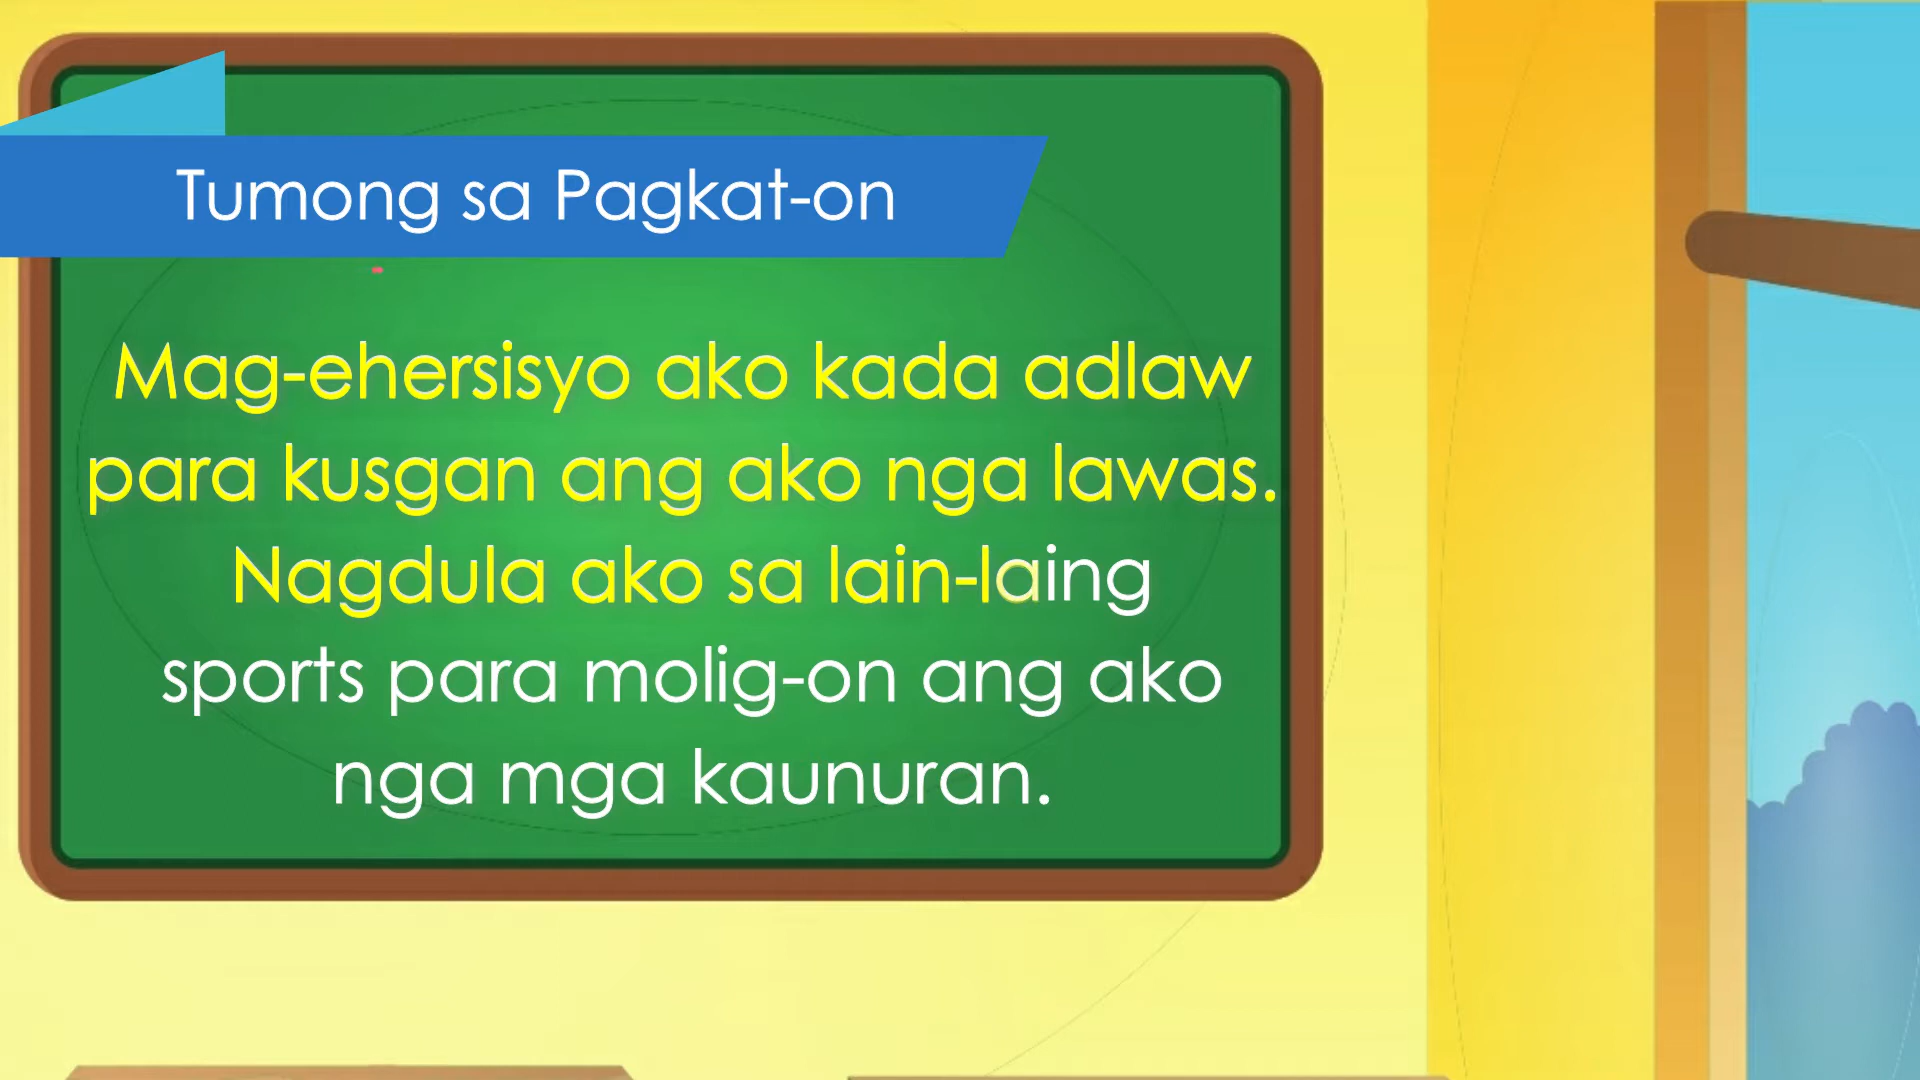 Tumong sa Pagkat-on
Mag-ehersisyo ako kada adlaw
para kusgan ang ako nga lawas.
Nagdula ako sa lain-laing
sports para molig-on ang ako
nga mga kaunuran.